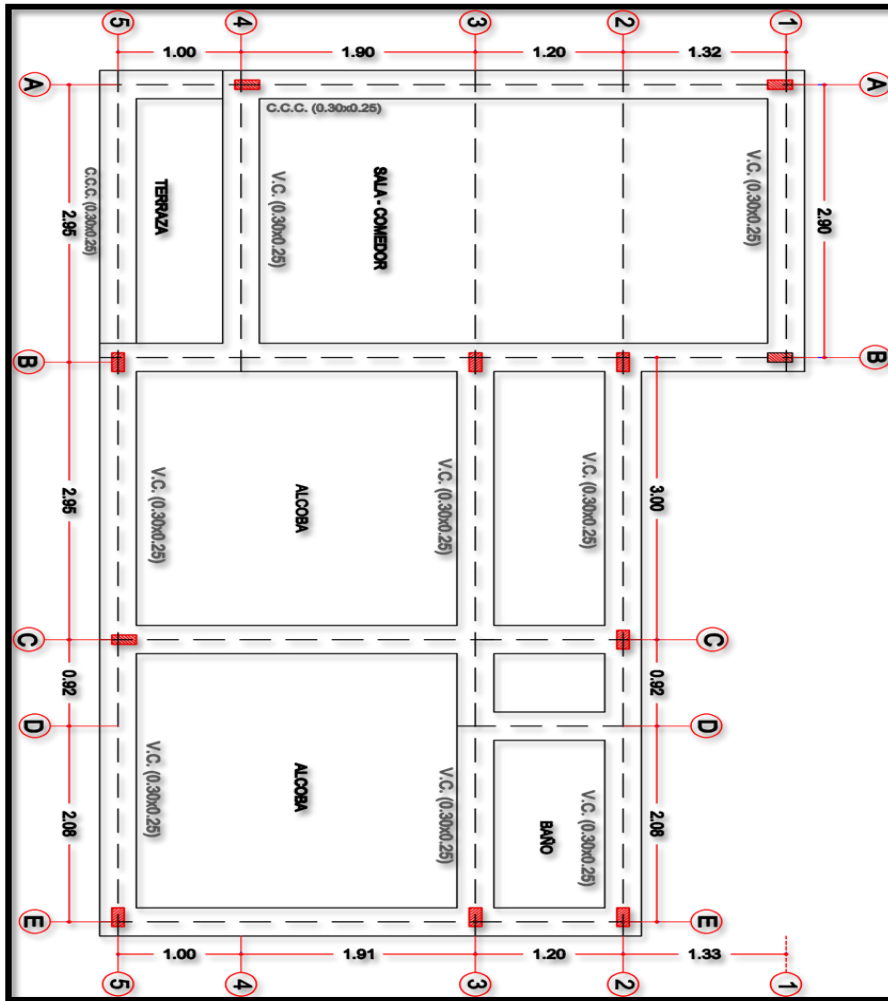 5
4
3
2
1
1.00
1.90
1.20
1.32
A
A
C.C.C. (0.30x0.25)
C.C.C. (0.30x0.25)
2.95
TERRAZA
V.C. (0.30x0.25)
SALA - COMEDOR
V.C. (0.30x0.25)
2.90
B
B
2.95
V.C. (0.30x0.25)
ALCOBA
V.C. (0.30x0.25)
V.C. (0.30x0.25)
3.00
C
C
0.92
0.92
D
D
2.08
V.C. (0.30x0.25)
ALCOBA
V.C. (0.30x0.25)
BAÑO
V.C. (0.30x0.25)
2.08
E
E
1.00
1.91
1.20
1.33
5
4
3
2
1